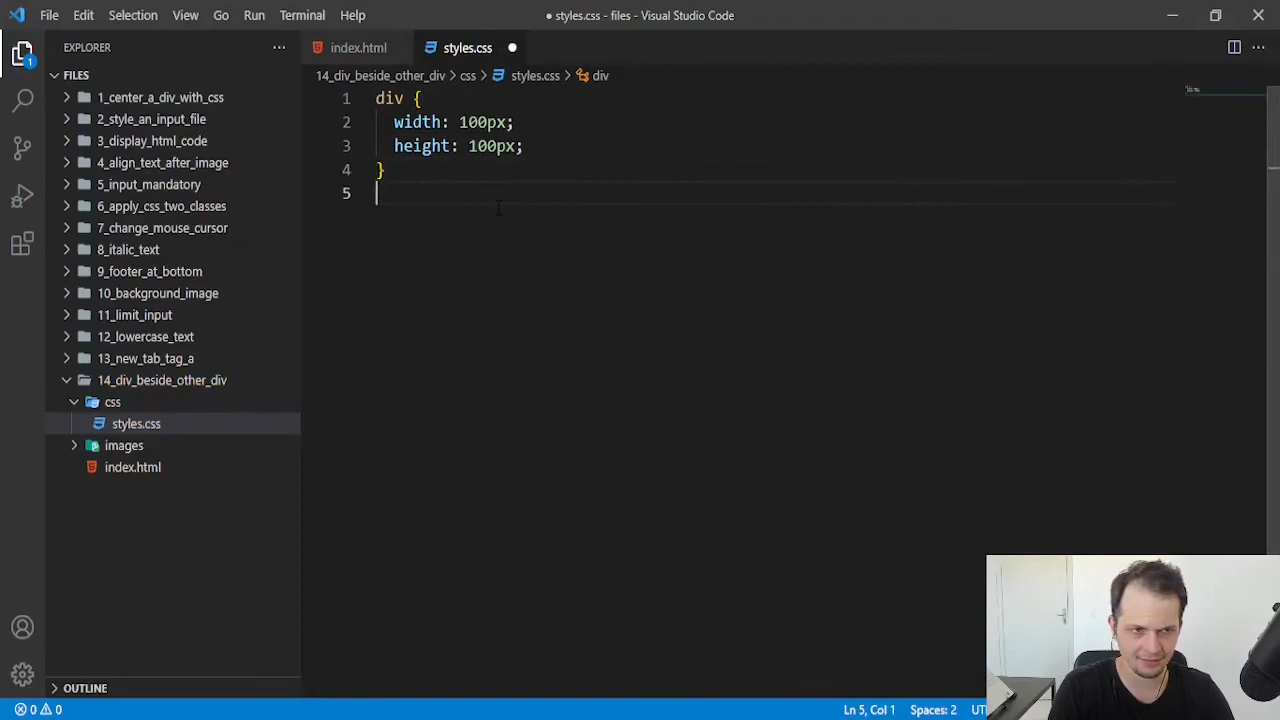 File Edit Selection View Go Run Terminal Help
● styles.css - files - Visual Studio Code
EXPLORER
index.html
styles.css
FILES
14_div_beside_other_div > css > styles.css > div
1_center_a_div_with_css
2_style_an_input_file
3_display_html_code
4_align_text_after_image
5_input_mandatory
6_apply_css_two_classes
7_change_mouse_cursor
8_italic_text
9_footer_at_bottom
10_background_image
11_limit_input
12_lowercase_text
13_new_tab_tag_a
14_div_beside_other_div
css
styles.css
images
index.html
1 div {
2 width: 100px;
3 height: 100px;
4 }
5
1
OUTLINE
0 0
Ln 5, Col 1
Spaces: 2